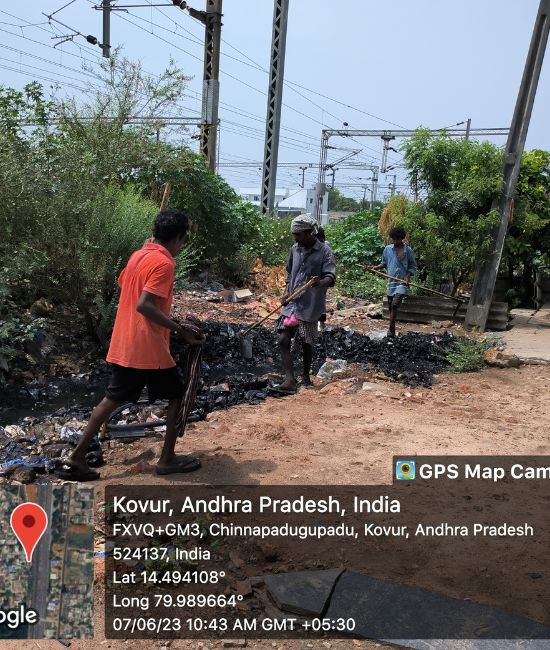 GPS Map Cam
Kovur, Andhra Pradesh, India
FXVQ+GM3, Chinnapadugupadu, Kovur, Andhra Pradesh
524137, India
Lat 14.494108°
Long 79.989664°
07/06/23 10:43 AM GMT +05:30
ogle